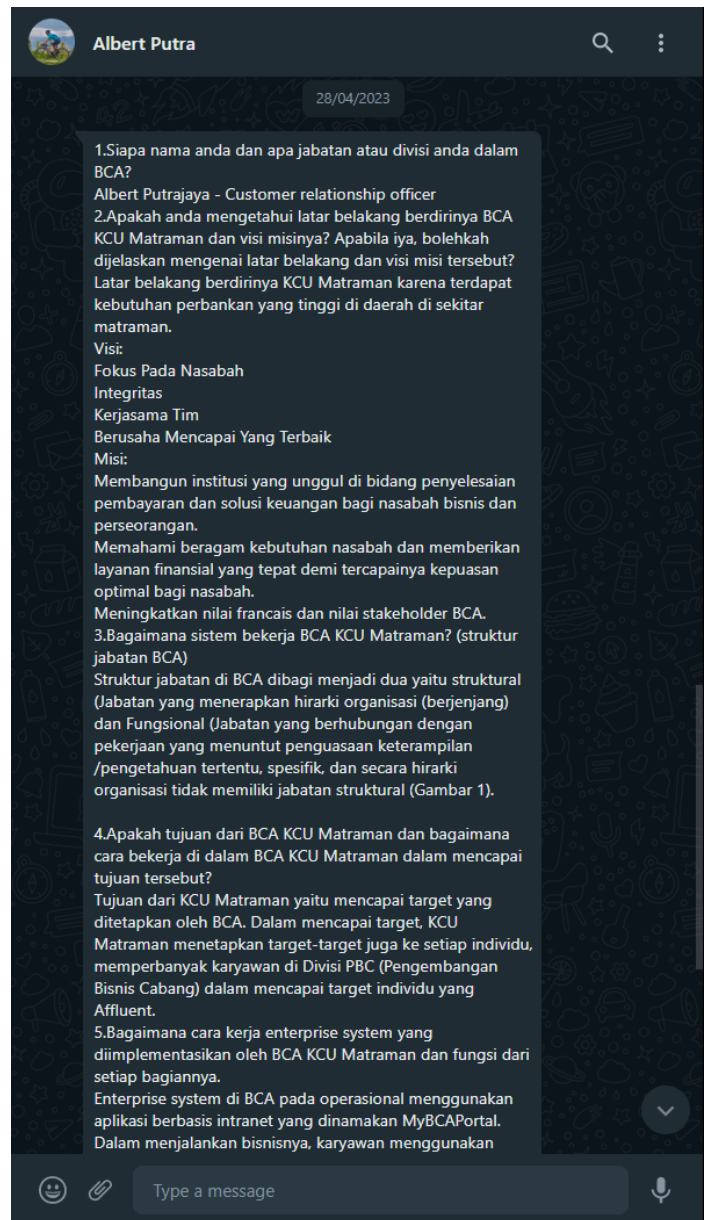 Albert Putra
28/04/2023
1.Siapa nama anda dan apa jabatan atau divisi anda dalam
BCA?
Albert Putrajaya - Customer relationship officer
2.Apakah anda mengetahui latar belakang berdirinya BCA
KCU Matraman dan visi misinya? Apabila iya, bolehkah
dijelaskan mengenai latar belakang dan visi misi tersebut?
Latar belakang berdirinya KCU Matraman karena terdapat
kebutuhan perbankan yang tinggi di daerah di sekitar
matraman.
Visi:
Fokus Pada Nasabah
Integritas
Kerjasama Tim
Berusaha Mencapai Yang Terbaik
Misi:
Membangun institusi yang unggul di bidang penyelesaian
pembayaran dan solusi keuangan bagi nasabah bisnis dan
perseorangan.
Memahami beragam kebutuhan nasabah dan memberikan
layanan finansial yang tepat demi tercapainya kepuasan
optimal bagi nasabah.
Meningkatkan nilai francais dan nilai stakeholder BCA.
3.Bagaimana sistem bekerja BCA KCU Matraman? (struktur
jabatan BCA)
Struktur jabatan di BCA dibagi menjadi dua yaitu struktural
(Jabatan yang menerapkan hirarki organisasi (berjenjang)
dan Fungsional (Jabatan yang berhubungan dengan
pekerjaan yang menuntut penguasaan keterampilan
/pengetahuan tertentu, spesifik, dan secara hirarki
organisasi tidak memiliki jabatan struktural (Gambar 1).
4.Apakah tujuan dari BCA KCU Matraman dan bagaimana
cara bekerja di dalam BCA KCU Matraman dalam mencapai
tujuan tersebut?
Tujuan dari KCU Matraman yaitu mencapai target yang
ditetapkan oleh BCA. Dalam mencapai target, KCU
Matraman menetapkan target-target juga ke setiap individu,
memperbanyak karyawan di Divisi PBC (Pengembangan
Bisnis Cabang) dalam mencapai target individu yang
Affluent.
5.Bagaimana cara kerja enterprise system yang
diimplementasikan oleh BCA KCU Matraman dan fungsi dari
setiap bagiannya.
Enterprise system di BCA pada operasional menggunakan
aplikasi berbasis intranet yang dinamakan MyBCAPortal.
Dalam menjalankan bisnisnya, karyawan menggunakan
Type a message